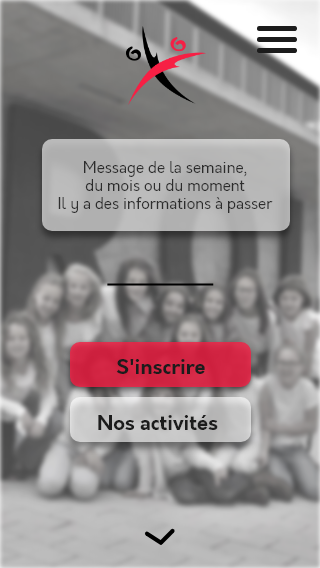 Message de la semaine,
du mois ou du moment
Il y a des informations à passer
S'inscrire
Nos activités